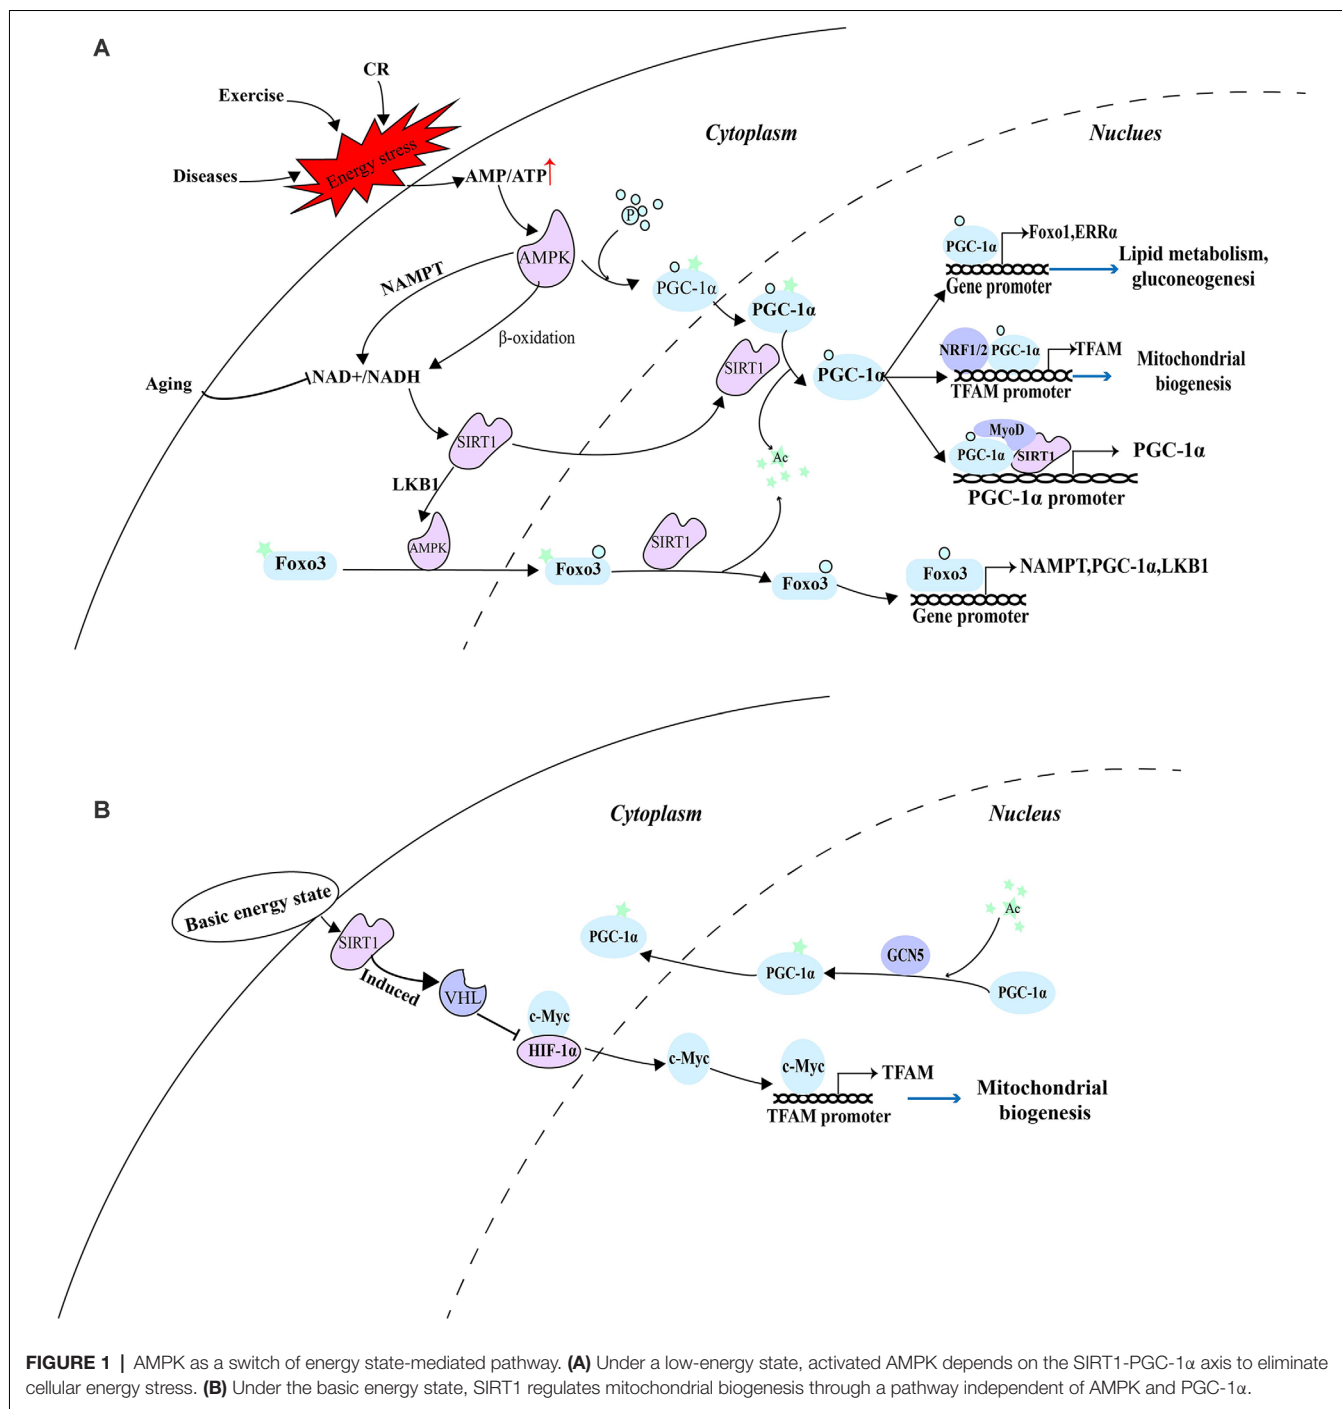 A
CR
Exercise
Diseases
Energy stress
AMP/ATP
Cytoplasm
Nuclues
P
AMPK
NAMPT
β-oxidation
PGC-1α
PGC-1α
SIRT1
PGC-1α
Ac
Aging
NAD+/NADH
SIRT1
LKB1
AMPK
Foxo3
Foxo3
SIRT1
Foxo3
PGC-1α
Foxo1,ERRα
Gene promoter
Lipid metabolism,
gluconeogenesi
NRF1/2
PGC-1α
TFAM
TFAM promoter
Mitochondrial
biogenesis
MyoD
PGC-1α
SIRT1
PGC-1α
PGC-1α promoter
Foxo3
NAMPT,PGC-1α,LKB1
Gene promoter
B
Cytoplasm
Nucleus
Basic energy state
SIRT1
Induced
VHL
c-Myc
HIF-1α
PGC-1α
PGC-1α
GCN5
Ac
PGC-1α
c-Myc
c-Myc
TFAM
TFAM promoter
Mitochondrial
biogenesis
FIGURE 1 | AMPK as a switch of energy state-mediated pathway. (A) Under a low-energy state, activated AMPK depends on the SIRT1-PGC-1α axis to eliminate
cellular energy stress. (B) Under the basic energy state, SIRT1 regulates mitochondrial biogenesis through a pathway independent of AMPK and PGC-1α.